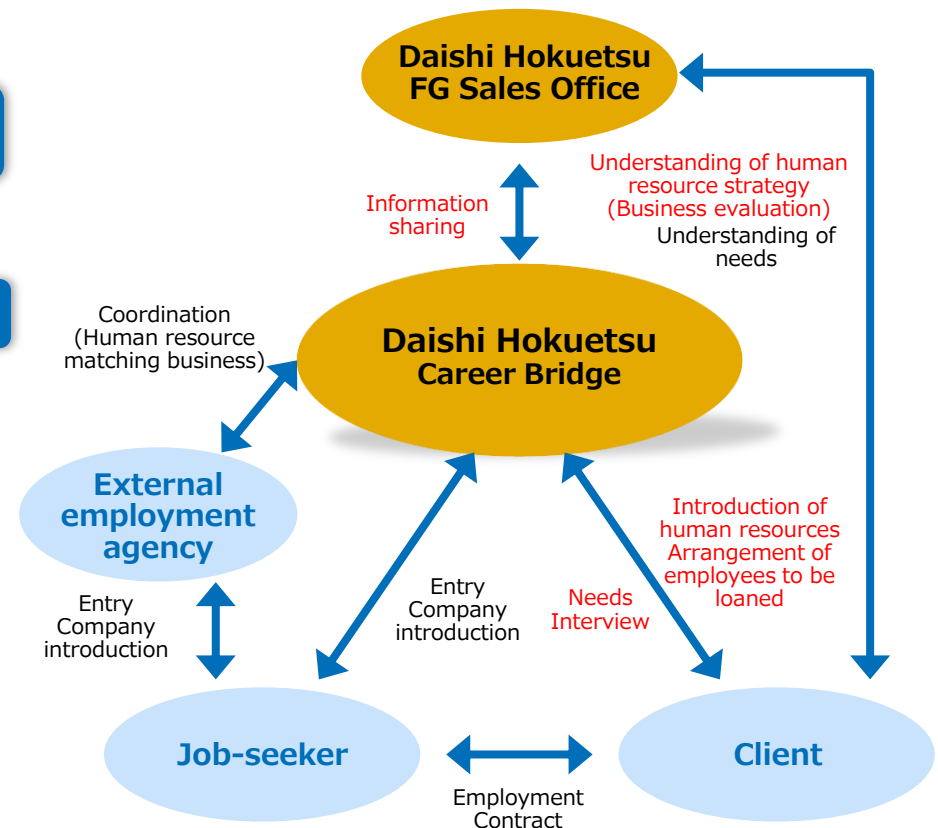 Daishi Hokuetsu
FG Sales Office
Understanding of human
resource strategy
(Business evaluation)
Understanding of
needs
Information
sharing
Coordination
(Human resource
matching business)
Daishi Hokuetsu
Career Bridge
External
employment
agency
Introduction of
human resources
Arrangement of
employees to be
loaned
Entry
Company
introduction
Needs
Interview
Entry
Company
introduction
Job-seeker
Client
Employment
Contract